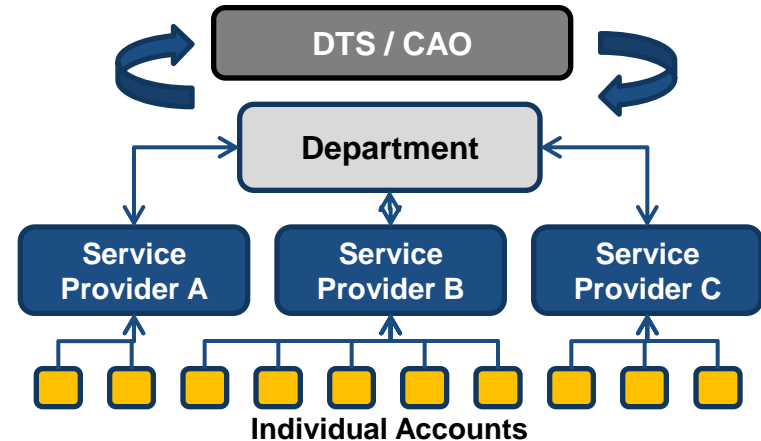 DTS / CAO
Department
Service
Provider A
Service
Provider B
Service
Provider C
Individual Accounts